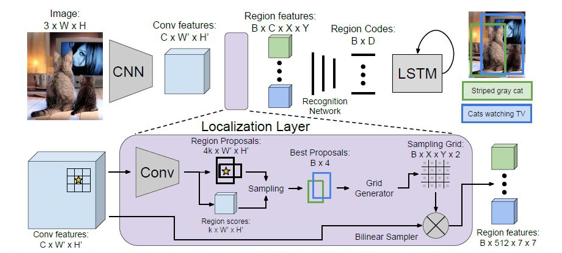 Image:
3 x W x H
CNN
Conv features:
C x W' x H'
Region features:
B x C x X x Y
Recognition
Network
Region Codes:
B x D
LSTM
Striped gray cat
Cats watching TV
Localization Layer
Conv features:
C x W' x H'
Conv
Region Proposals:
4k x W' x H'
Region scores:
k x W' x H'
Sampling
Best Proposals:
B x 4
Grid
Generator
Sampling Grid:
B x X x Y x 2
Bilinear Sampler
Region features:
B x 512 x 7 x 7